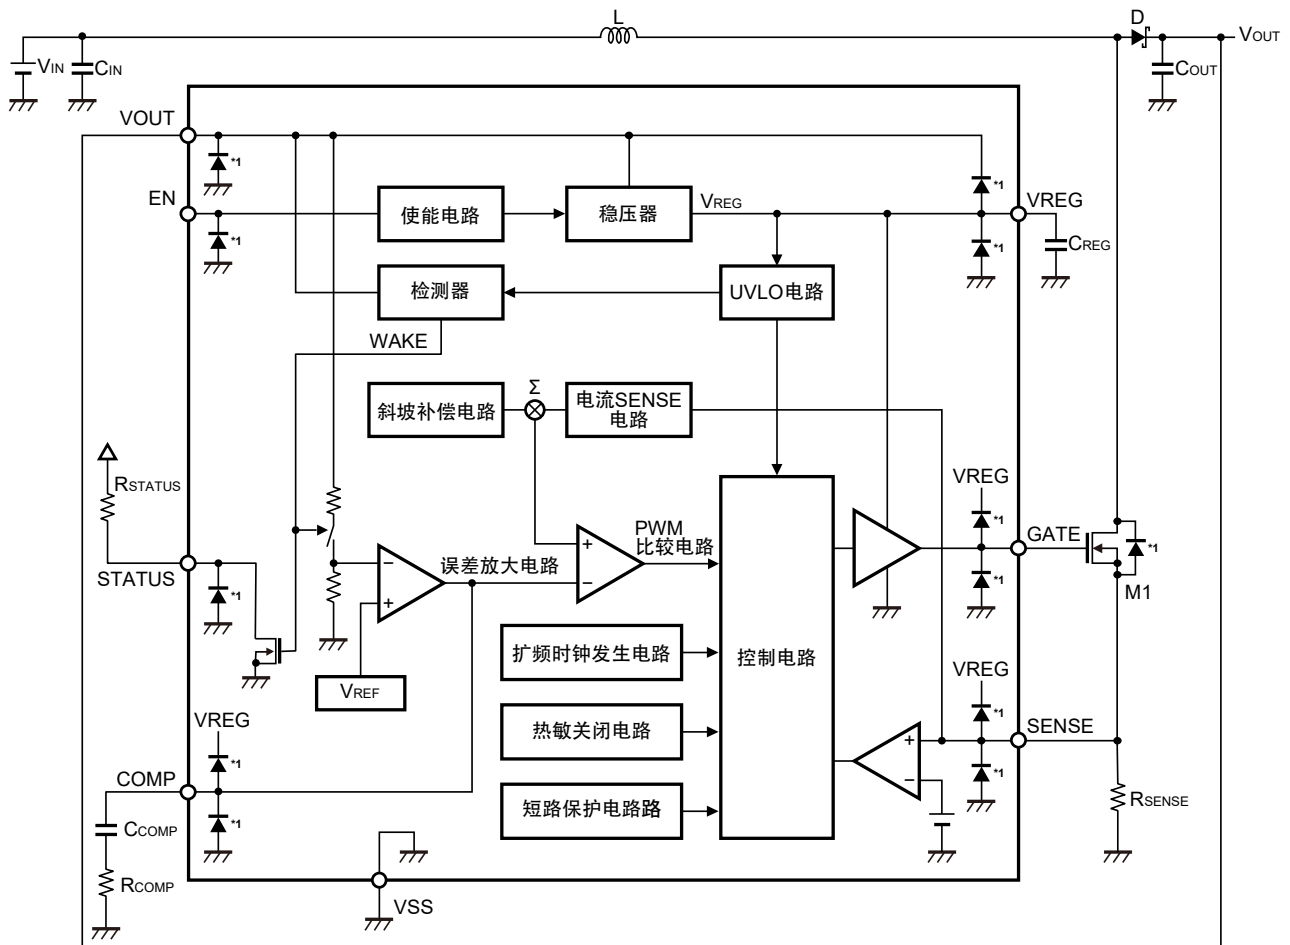 L
D
VOUT
VIN
CIN
COUT
VOUT
*1
*1
EN
使能电路
稳压器
VREG
VREG
*1
*1
CREG
检测器
UVLO电路
WAKE
Σ
斜坡补偿电路
电流SENSE
电路
RSTATUS
VREG
*1
PWM
比较电路
GATE
*1
STATUS
误差放大电路
+
−
−
+
*1
*1
M1
扩频时钟发生电路
控制电路
VREF
VREG
VREG
*1
热敏关闭电路
SENSE
+
−
*1
*1
COMP
短路保护电路路
RSENSE
CCOMP
*1
RCOMP
VSS